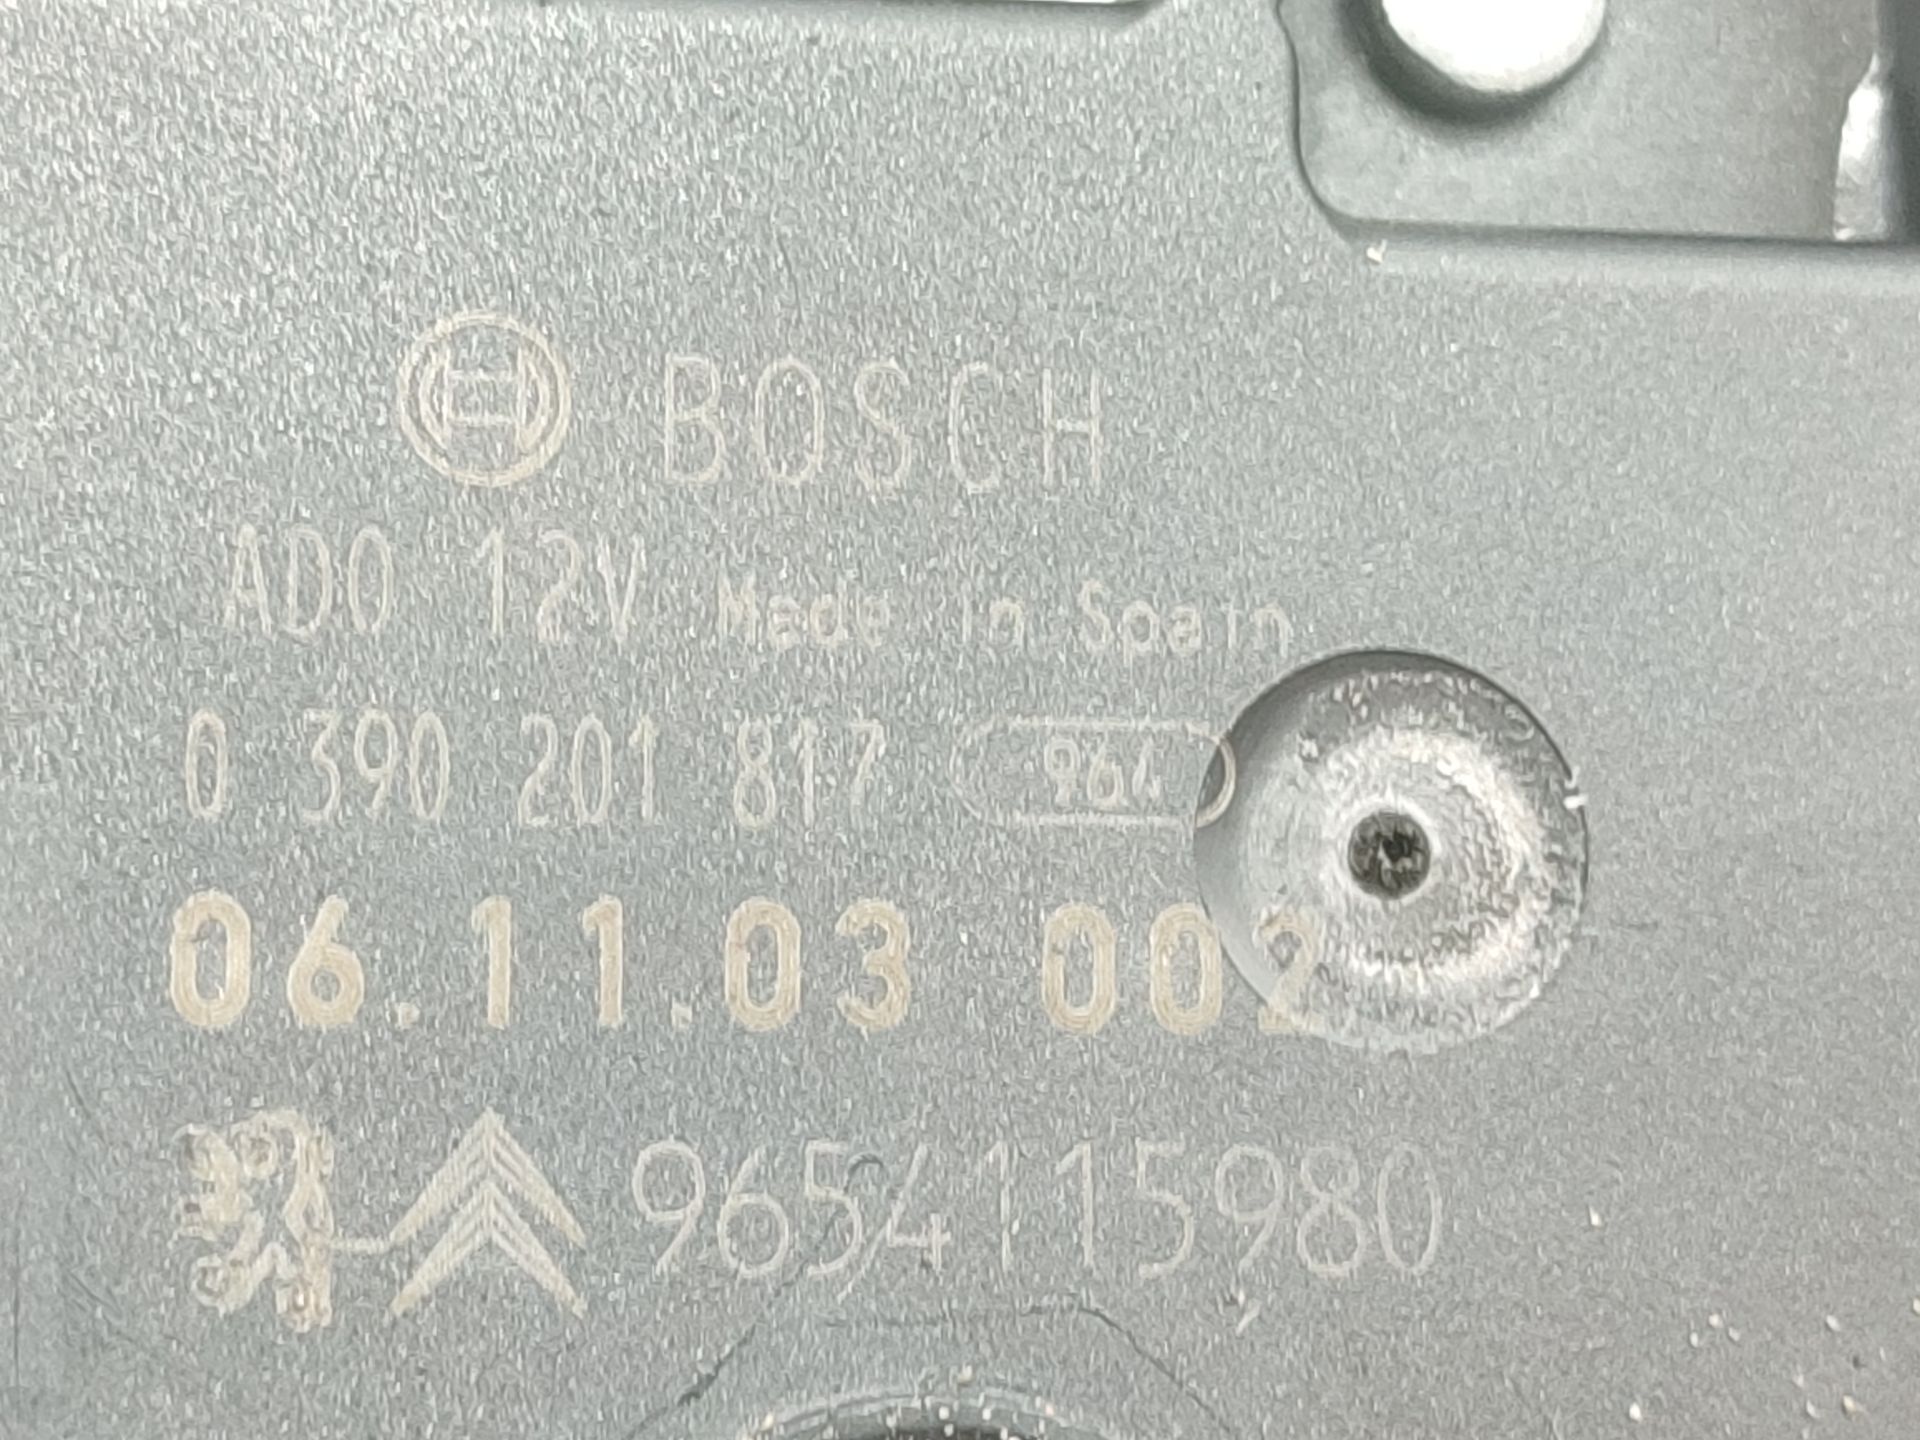 BOSCH
ADO 12V Made in Spain
0 390 201 817 964
06.11.03 002
9654115980